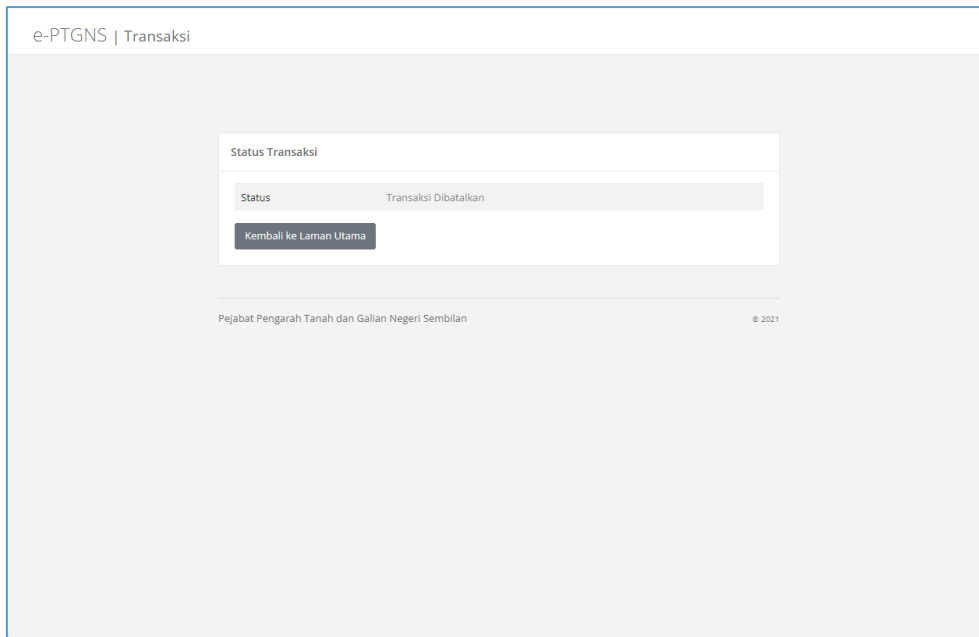 e-PTGNS | Transaksi
Status Transaksi
Status Transaksi Dibatalkan
Kembali ke Laman Utama
Pejabat Pengarah Tanah dan Galian Negeri Sembilan © 2021